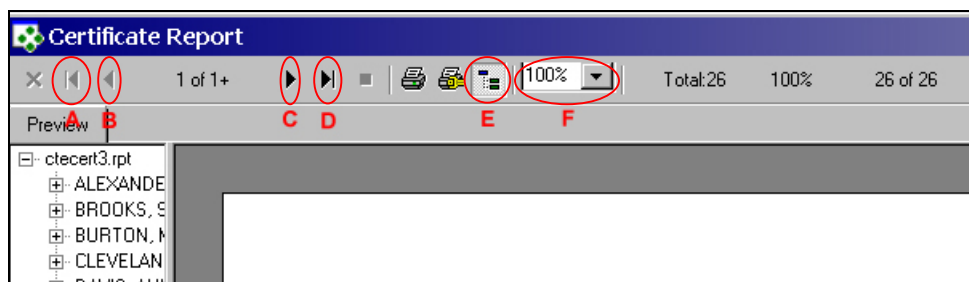 Certificate Report
1 of 1+ 100% Total:26 100% 26 of 26
A B C D E F
Preview
ctecert3.rpt
ALEXANDE
BROOKS, S
BURTON,
CLEVELAN